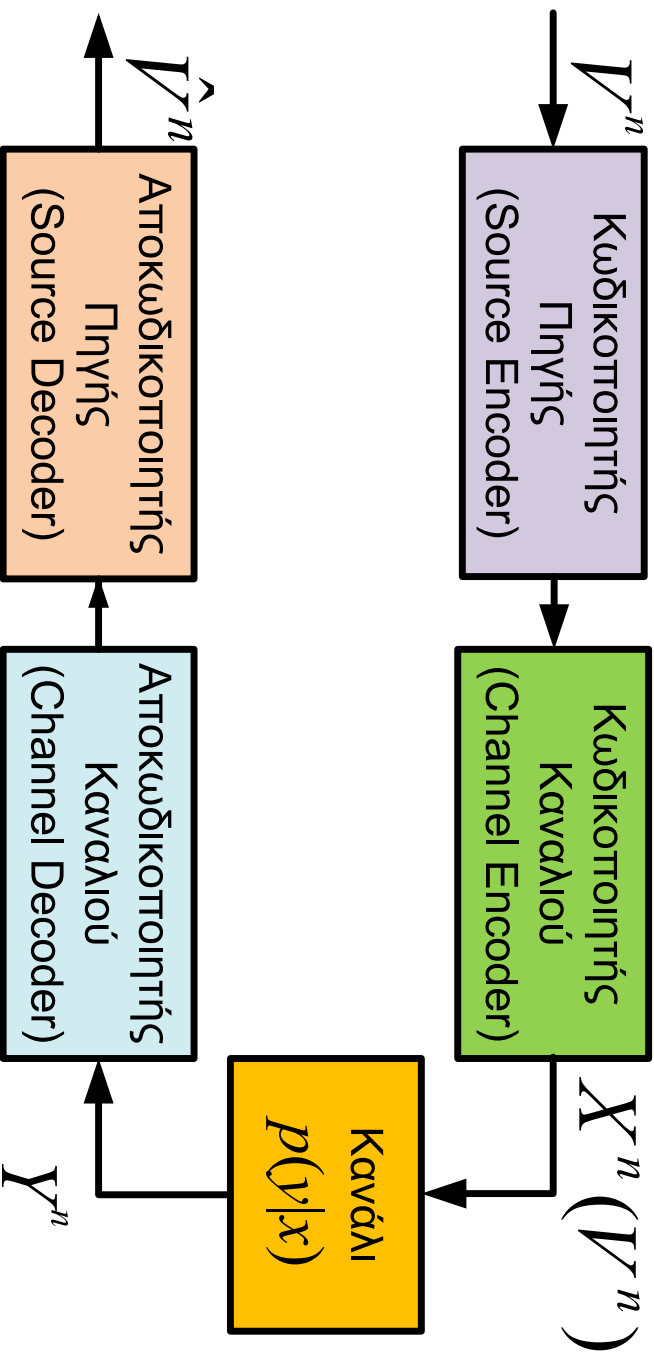 V^n
Κωδικοποιητής
Πηγής
(Source Encoder)
Κωδικοποιητής
Καναλιού
(Channel Encoder)
X^n (V^n)
Κανάλι
p(y|x)
Y^n
Αποκωδικοποιητής
Καναλιού
(Channel Decoder)
Αποκωδικοποιητής
Πηγής
(Source Decoder)
V̂^n